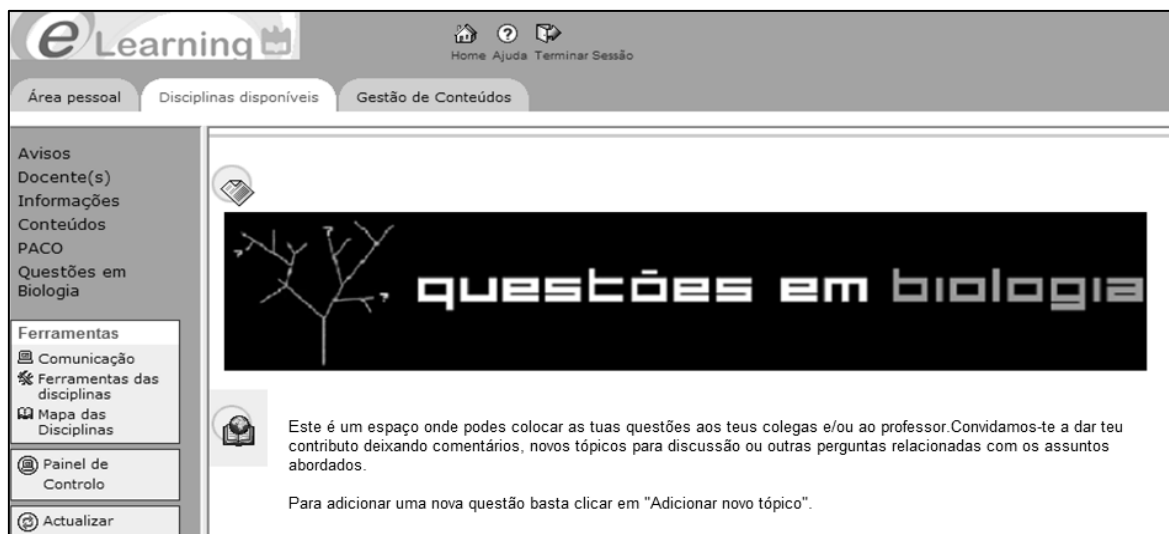 e Learning
Home Ajuda Terminar Sessão
Área pessoal Disciplinas disponíveis Gestão de Conteúdos
Avisos
Docente(s)
Informações
Conteúdos
PACO
Questões em
Biologia
Ferramentas
Comunicação
Ferramentas das
disciplinas
Mapa das
Disciplinas
Painel de
Controlo
Actualizar
questões em biologia
Este é um espaço onde podes colocar as tuas questões aos teus colegas e/ou ao professor.Convidamos-te a dar teu
contributo deixando comentários, novos tópicos para discussão ou outras perguntas relacionadas com os assuntos
abordados.
Para adicionar uma nova questão basta clicar em "Adicionar novo tópico".